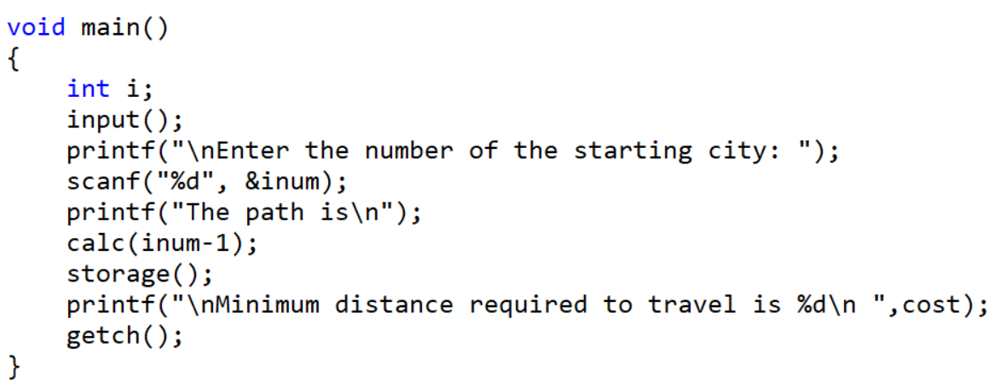 void main()
{
    int i;
    input();
    printf("\nEnter the number of the starting city: ");
    scanf("%d", &inum);
    printf("The path is\n");
    calc(inum-1);
    storage();
    printf("\nMinimum distance required to travel is %d\n ",cost);
    getch();
}